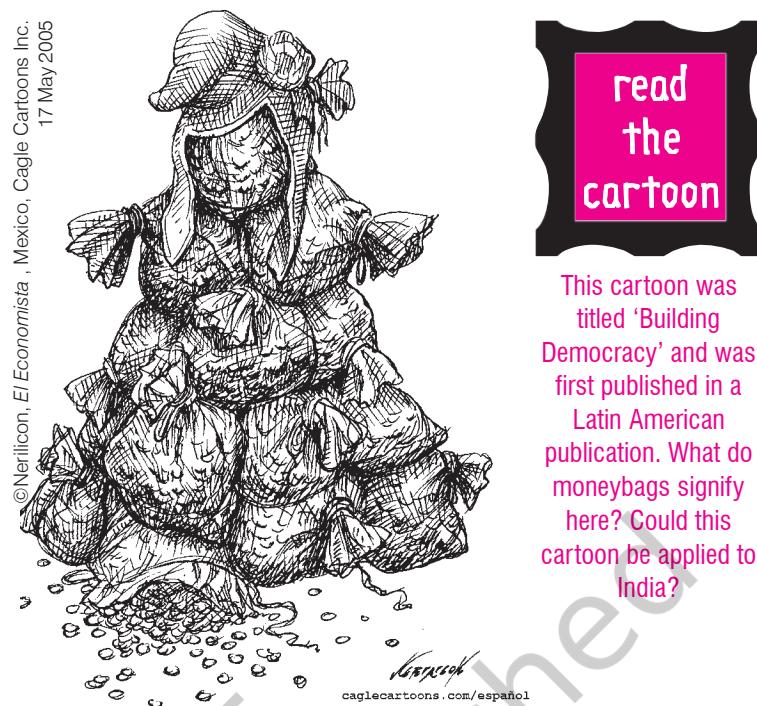 ©Nerilicon, El Economista , Mexico, Cagle Cartoons Inc.
17 May 2005
read
the
cartoon
This cartoon was
titled ‘Building
Democracy’ and was
first published in a
Latin American
publication. What do
moneybags signify
here? Could this
cartoon be applied to
India?
caglecartoons.com/español